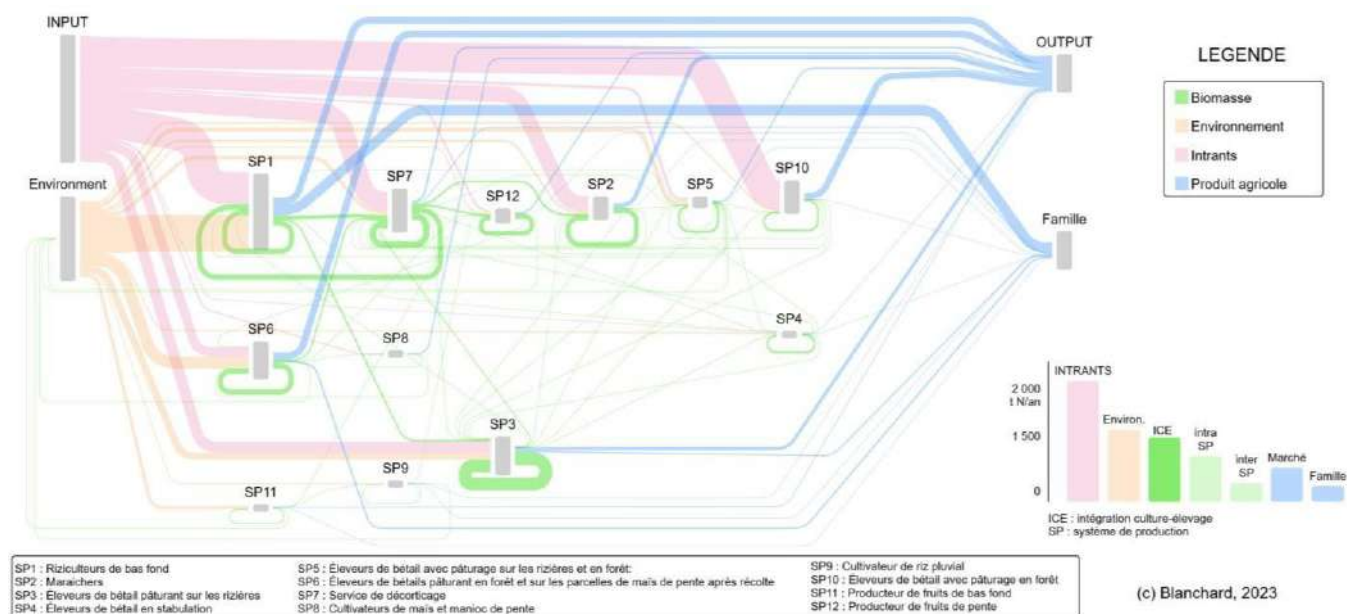 INPUT
OUTPUT
LEGENDE
Biomasse
Environnement
Intrants
Produit agricole
Environment
SP1
SP7
SP12
SP2
SP5
SP10
Famille
SP6
SP8
SP4
SP3
SP9
SP11
INTRANTS
2 000
t N/an
1 500
0
Environ.
ICE
intra
SP
inter
SP
Marché
Famille
ICE : intégration culture-élevage
SP : système de production
SP1 : Riziculteurs de bas fond
SP2 : Maraichers
SP3 : Éleveurs de bétail pâturant sur les rizières
SP4 : Éleveurs de bétail en stabulation
SP5 : Éleveurs de bétail avec pâturage sur les rizières et en forêt:
SP6 : Éleveurs de bétails pâturant en forêt et sur les parcelles de maïs de pente après récolte
SP7 : Service de décorticage
SP8 : Cultivateurs de maïs et manioc de pente
SP9 : Cultivateur de riz pluvial
SP10 : Éleveurs de bétail avec pâturage en forêt
SP11 : Producteur de fruits de bas fond
SP12 : Producteur de fruits de pente
(c) Blanchard, 2023